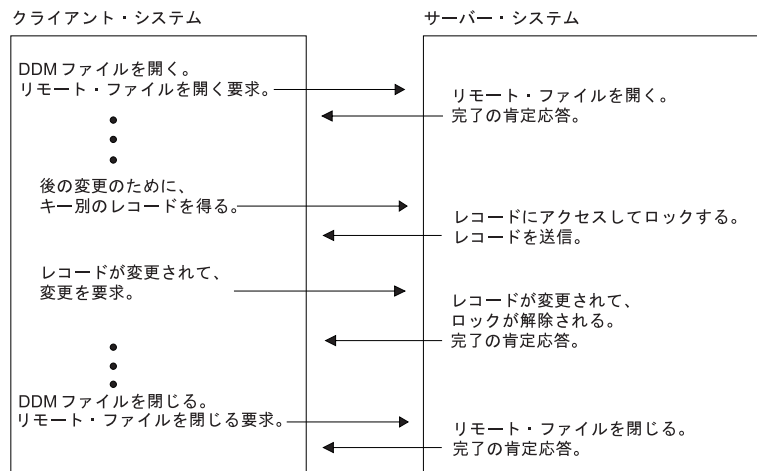 クライアント・システム
サーバー・システム
DDMファイルを開く。
リモート・ファイルを開く要求。
リモート・ファイルを開く。
完了の肯定応答。
後の変更のために、
キー別のレコードを得る。
レコードにアクセスしてロックする。
レコードを送信。
レコードが変更されて、
変更を要求。
レコードが変更されて、
ロックが解除される。
完了の肯定応答。
DDMファイルを閉じる。
リモート・ファイルを閉じる要求。
リモート・ファイルを閉じる。
完了の肯定応答。